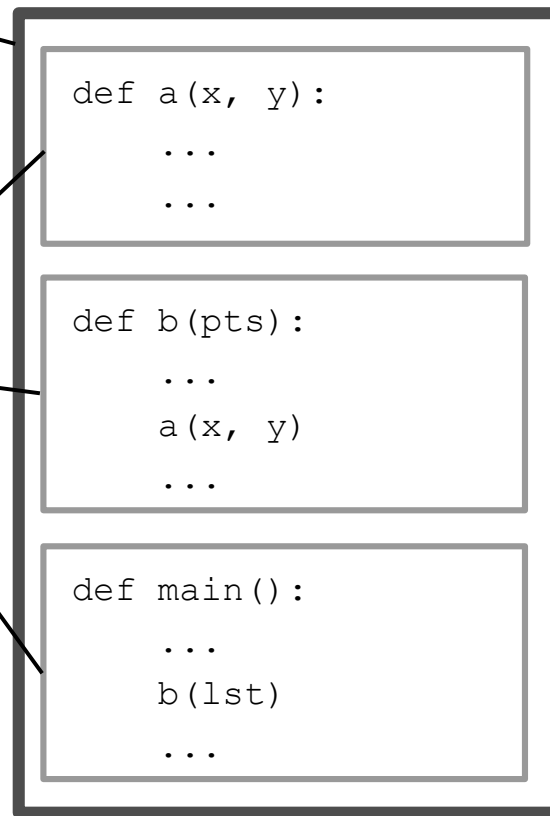 def a(x, y):
    ...
    ...
def b(pts):
    ...
    a(x, y)
    ...
def main():
    ...
    b(lst)
    ...